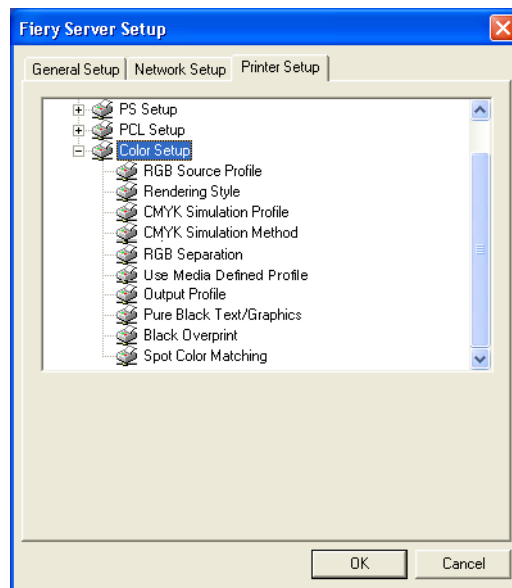 Fiery Server Setup
General Setup Network Setup Printer Setup
PS Setup
PCL Setup
Color Setup
RGB Source Profile
Rendering Style
CMYK Simulation Profile
CMYK Simulation Method
RGB Separation
Use Media Defined Profile
Output Profile
Pure Black Text/Graphics
Black Overprint
Spot Color Matching
OK Cancel